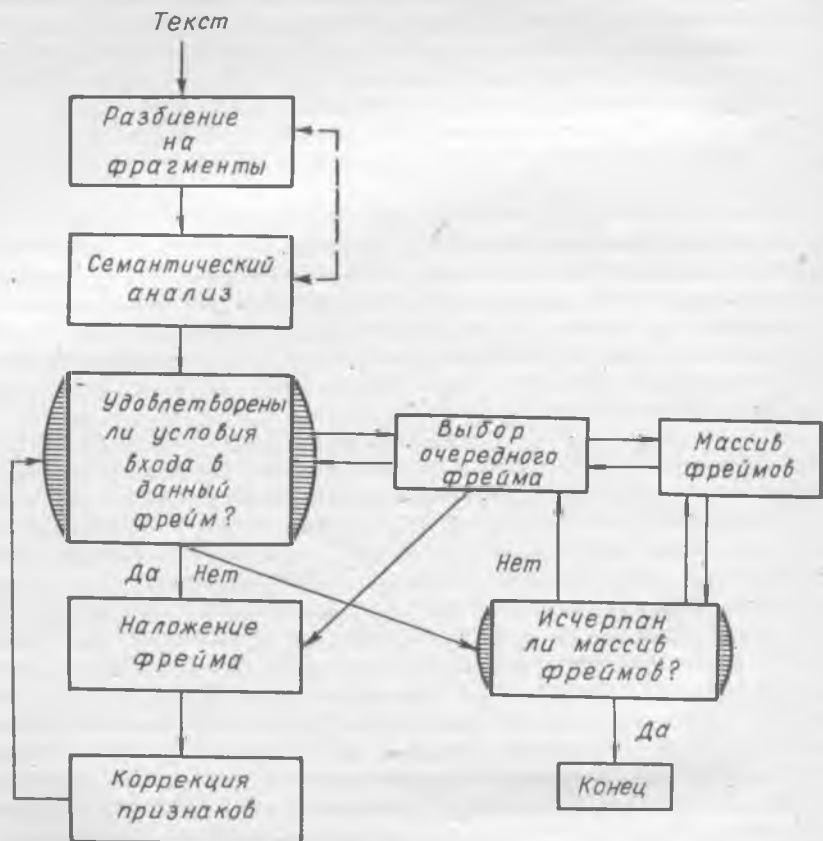 Текст
Разбиение
на
фрагменты
Семантический
анализ
Удовлетворены
ли условия
входа в
данный
фрейм?
Выбор
очередного
фрейма
Массив
фреймов
Да
Нет
Нет
Наложение
фрейма
Исчерпан
ли массив
фреймов?
Да
Коррекция
признаков
Конец